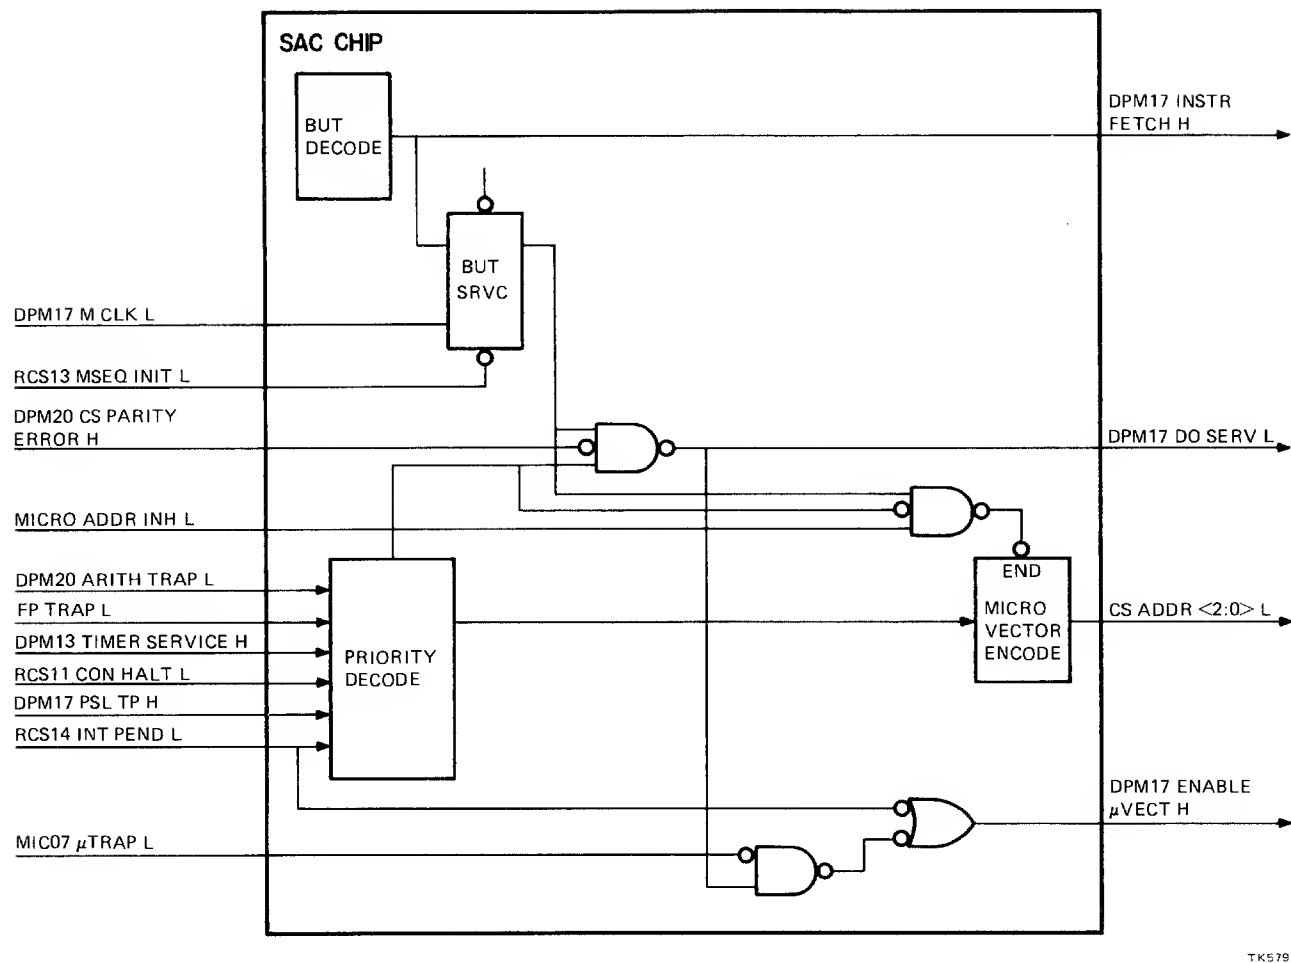 SAC CHIP
BUT
DECODE
DPM17 INSTR
FETCH H
BUT
SRVC
DPM17 M CLK L
RCS13 MSEQ INIT L
DPM20 CS PARITY
ERROR H
DPM17 DO SERV L
MICRO ADDR INH L
DPM20 ARITH TRAP L
FP TRAP L
DPM13 TIMER SERVICE H
RCS11 CON HALT L
DPM17 PSL TP H
RCS14 INT PEND L
PRIORITY
DECODE
END
MICRO
VECTOR
ENCODE
CS ADDR <2:0> L
DPM17 ENABLE
μVECT H
MIC07 μTRAP L
TK579